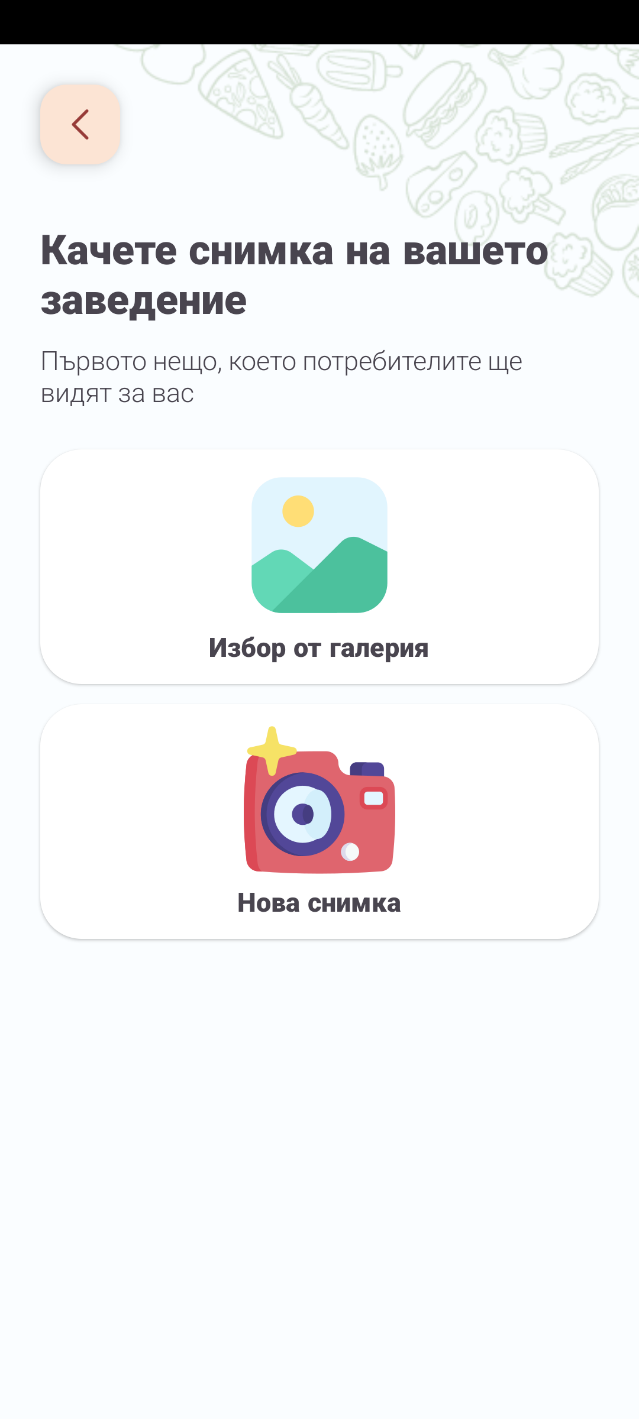 Качете снимка на вашето
заведение
Първото нещо, което потребителите ще
видят за вас
Избор от галерия
Нова снимка